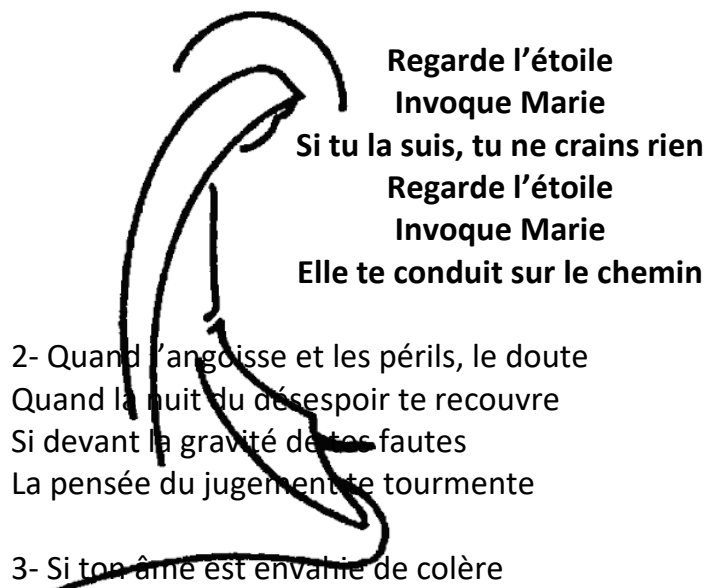 Regarde l’étoile
Invoque Marie
Si tu la suis, tu ne crains rien
Regarde l’étoile
Invoque Marie
Elle te conduit sur le chemin
2- Quand l’angoisse et les périls, le doute
Quand la nuit du désespoir te recouvre
Si devant la gravité de tes fautes
La pensée du jugement te tourmente
3- Si ton âme est envahie de colère